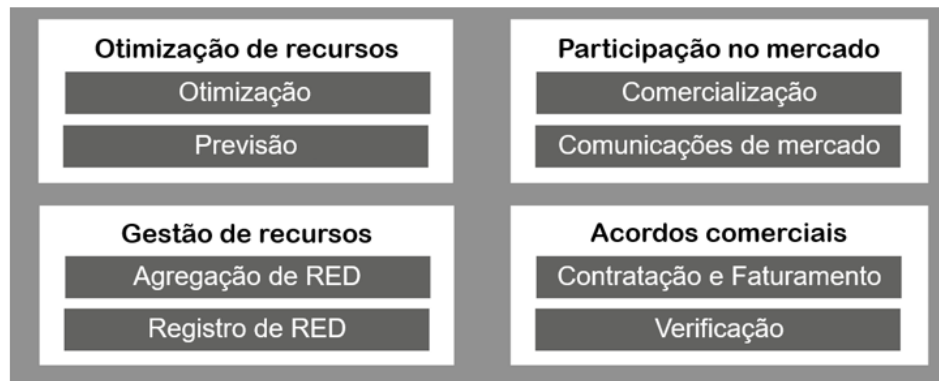 Otimização de recursos
Otimização
Previsão
Participação no mercado
Comercialização
Comunicações de mercado
Gestão de recursos
Agregação de RED
Registro de RED
Acordos comerciais
Contratação e Faturamento
Verificação